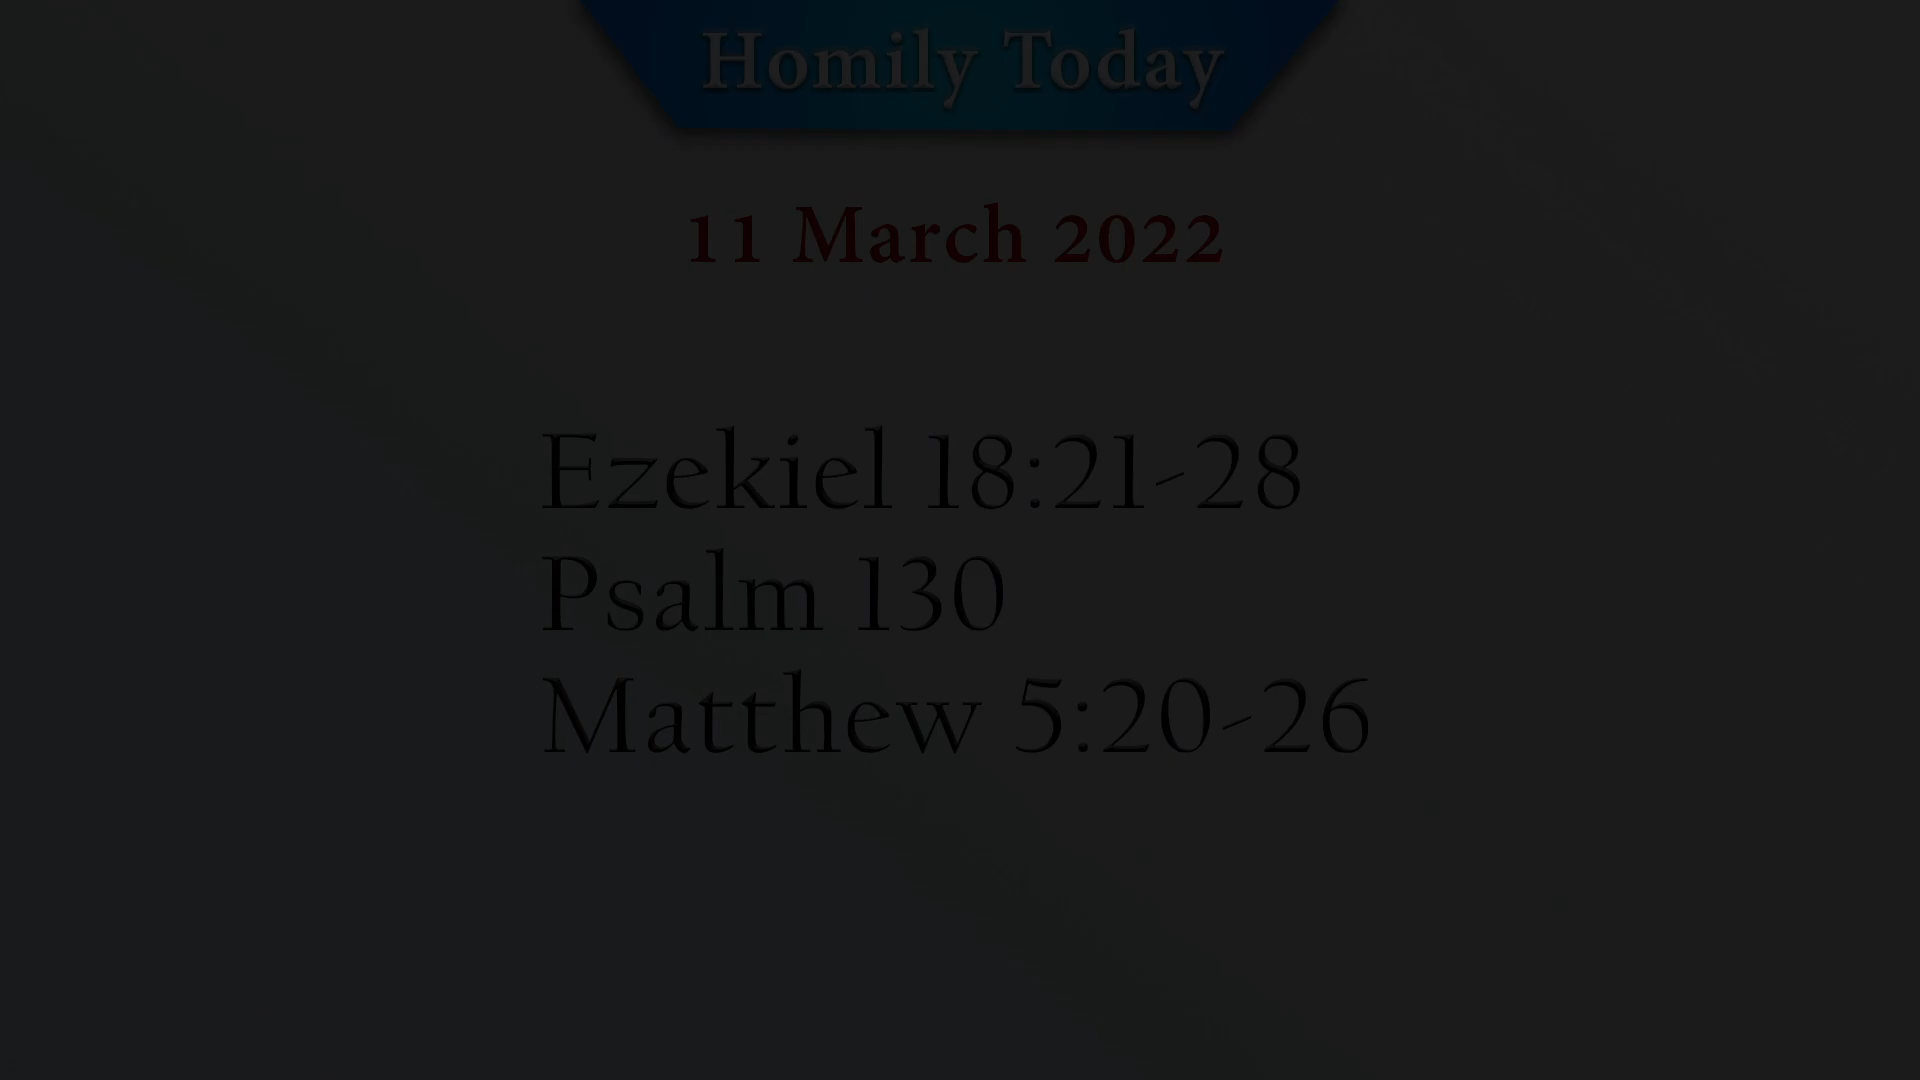 Homily Today
11 March 2022
Ezekiel 18:21-28
Psalm 130
Matthew 5:20-26